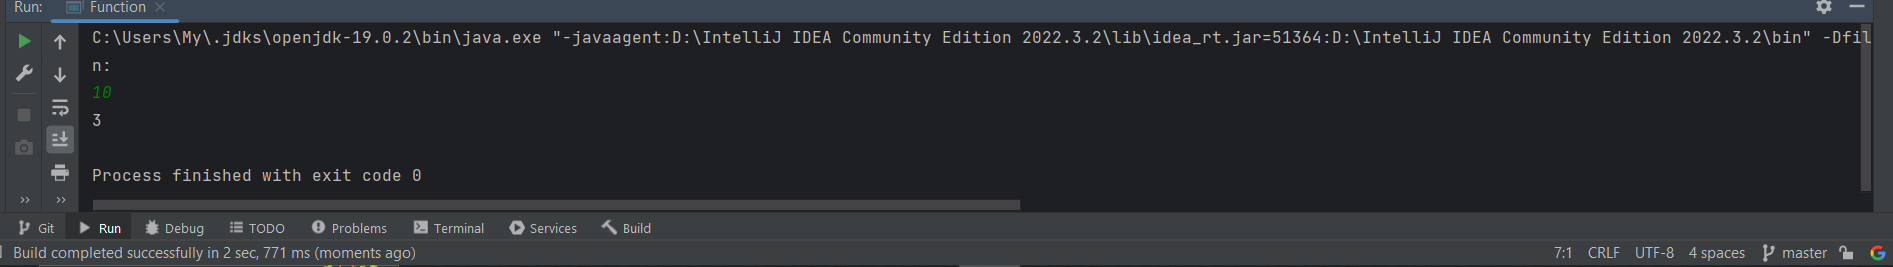 Run: Function
C:\Users\My\.jdks\openjdk-19.0.2\bin\java.exe "-javaagent:D:\IntelliJ IDEA Community Edition 2022.3.2\lib\idea_rt.jar=51364:D:\IntelliJ IDEA Community Edition 2022.3.2\bin" -Dfil
n:
10
3
Process finished with exit code 0
Git Run Debug TODO Problems Terminal Services Build
Build completed successfully in 2 sec, 771 ms (moments ago) 7:1 CRLF UTF-8 4 spaces master